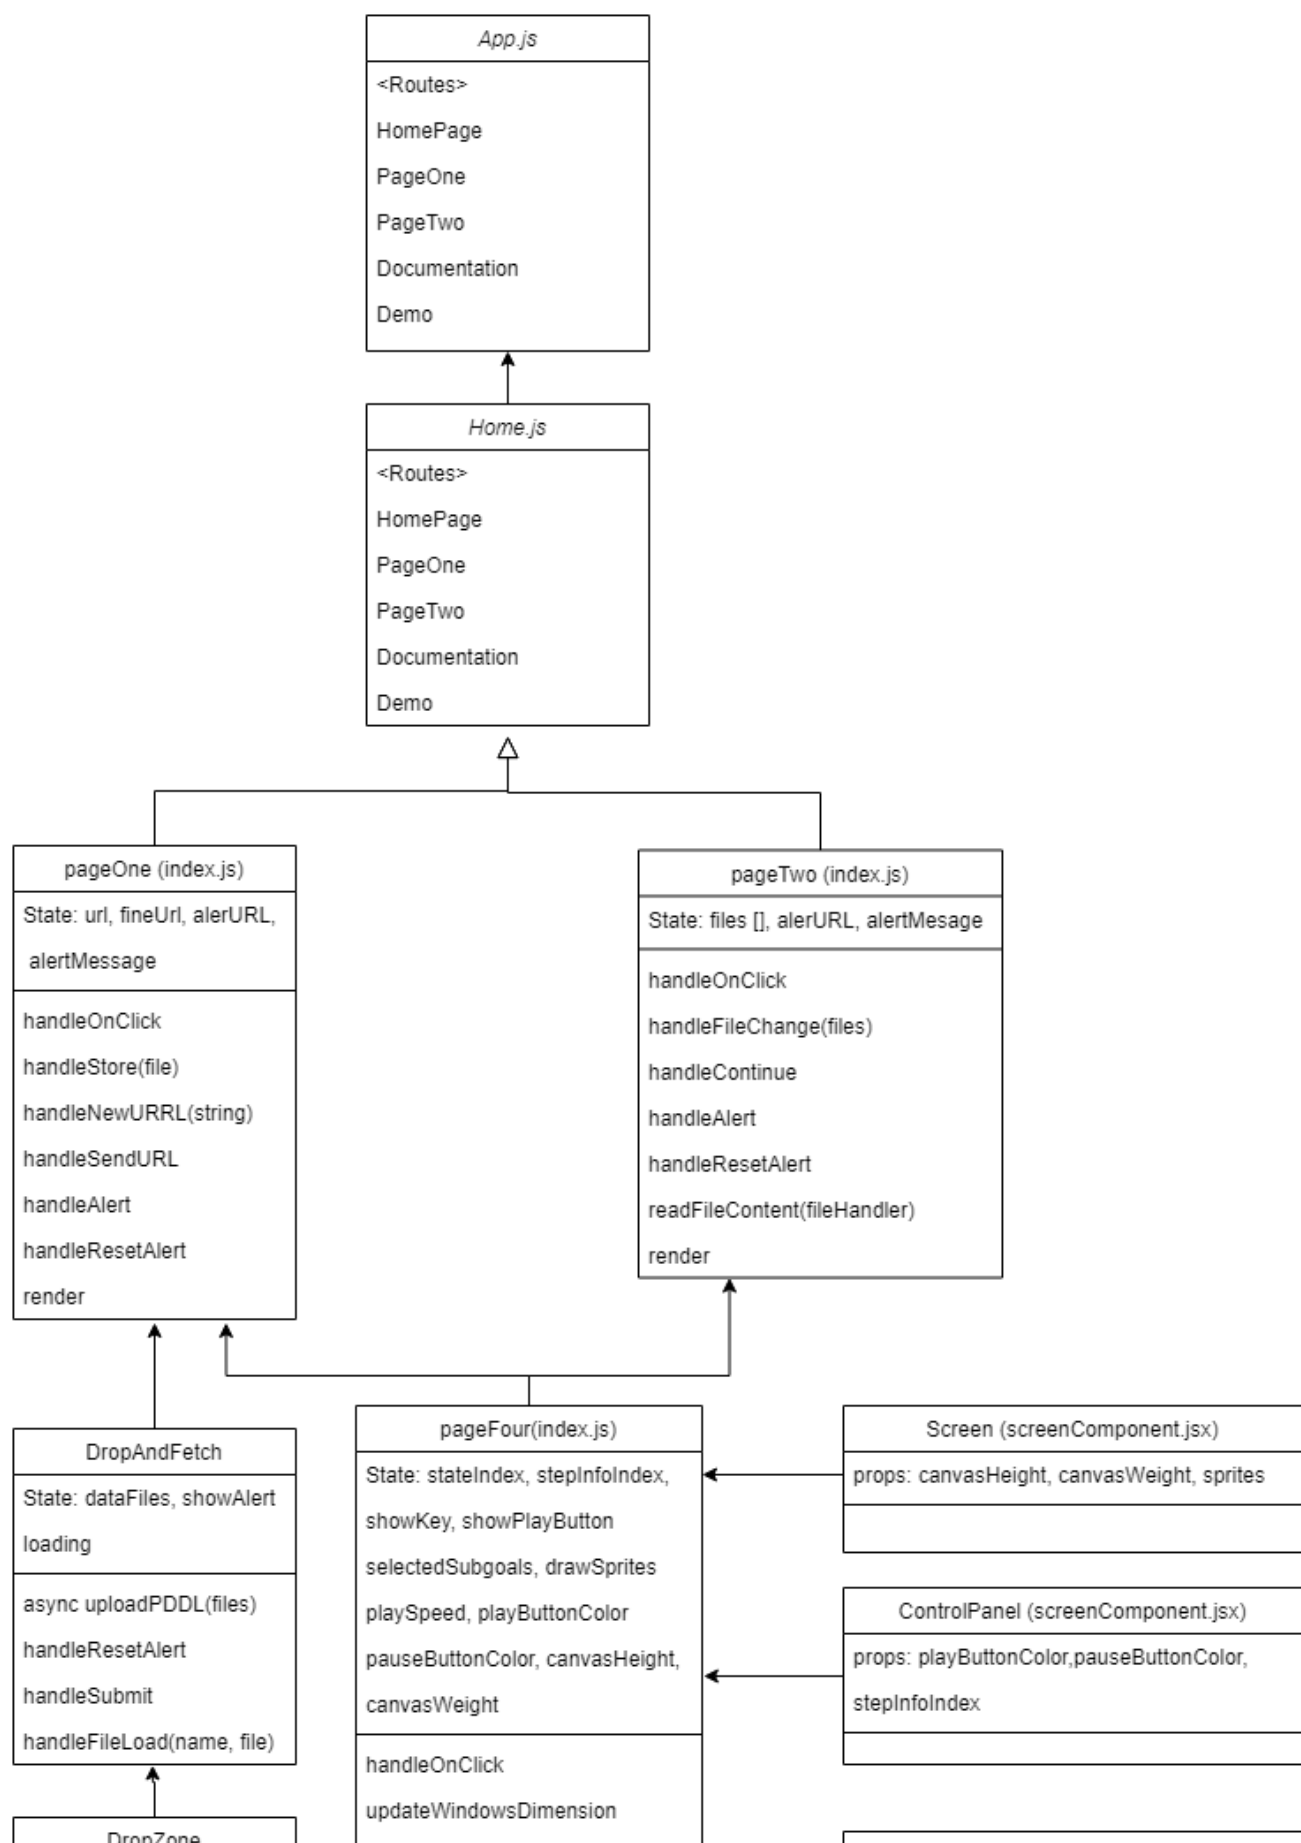 App.js
<Routes>
HomePage
PageOne
PageTwo
Documentation
Demo
Home.js
<Routes>
HomePage
PageOne
PageTwo
Documentation
Demo
pageOne (index.js)
State: url, fineUrl, alerURL,
alertMessage
handleOnClick
handleStore(file)
handleNewURRL(string)
handleSendURL
handleAlert
handleResetAlert
render
pageTwo (index.js)
State: files [], alerURL, alertMesage
handleOnClick
handleFileChange(files)
handleContinue
handleAlert
handleResetAlert
readFileContent(fileHandler)
render
DropAndFetch
State: dataFiles, showAlert
loading
async uploadPDDL(files)
handleResetAlert
handleSubmit
handleFileLoad(name, file)
DropZone
pageFour(index.js)
State: stateIndex, stepInfoIndex,
showKey, showPlayButton
selectedSubgoals, drawSprites
playSpeed, playButtonColor
pauseButtonColor, canvasHeight,
canvasWeight
handleOnClick
updateWindowsDimension
Screen (screenComponent.jsx)
props: canvasHeight, canvasWeight, sprites
ControlPanel (screenComponent.jsx)
props: playButtonColor,pauseButtonColor,
stepInfoIndex